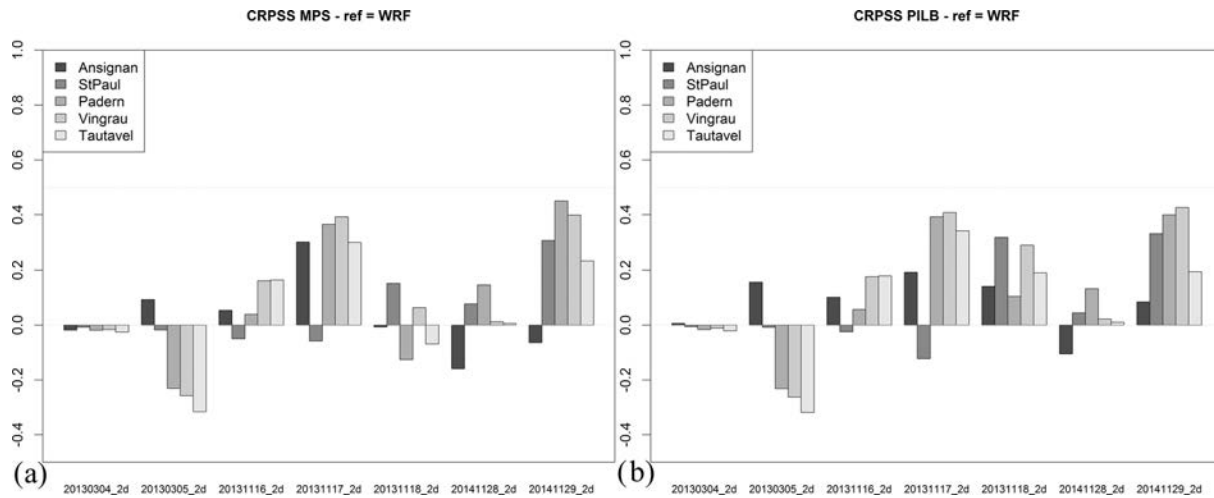 CRPSS MPS - ref = WRF
1.0
0.8
0.6
0.4
0.2
0.0
-0.2
-0.4
Ansignan
StPaul
Padern
Vingrau
Tautavel
(a)
20130304_2d 20130305_2d 20131116_2d 20131117_2d 20131118_2d 20141128_2d 20141129_2d
CRPSS PILB - ref = WRF
1.0
0.8
0.6
0.4
0.2
0.0
-0.2
-0.4
Ansignan
StPaul
Padern
Vingrau
Tautavel
(b)
20130304_2d 20130305_2d 20131116_2d 20131117_2d 20131118_2d 20141128_2d 20141129_2d